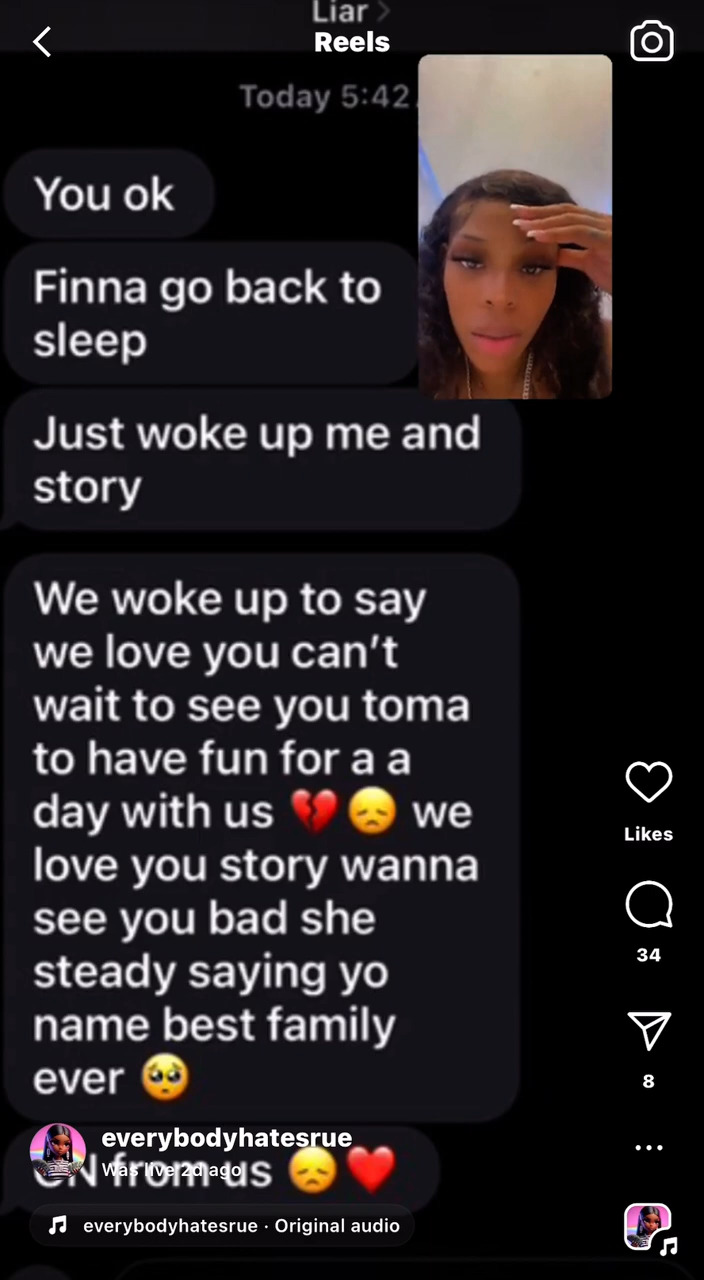 Liar >
Reels
Today 5:42
You ok
Finna go back to
sleep
Just woke up me and
story
We woke up to say
we love you can’t
wait to see you toma
to have fun for a a
day with us 💔😞 we
love you story wanna
see you bad she
steady saying yo
name best family
ever 🥺
Likes
34
8
everybodyhatesrue
GN from us 😞❤️
Was live 2d ago
everybodyhatesrue · Original audio